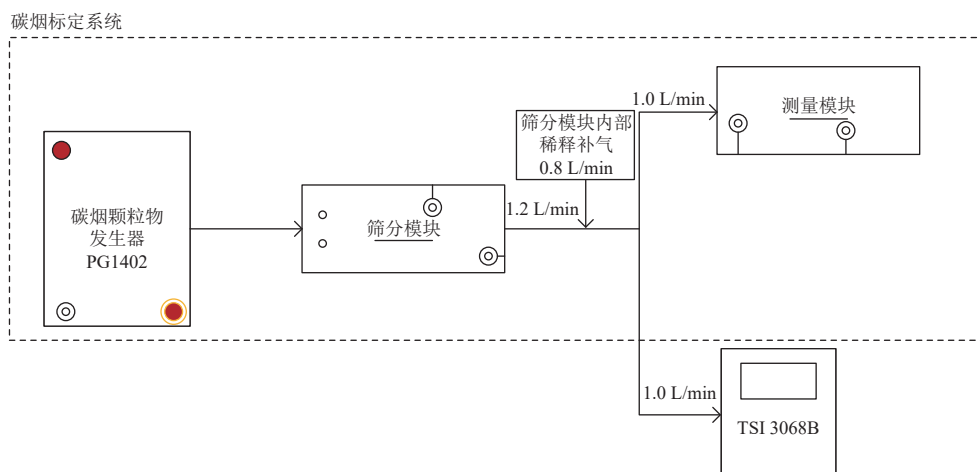 碳烟标定系统
碳烟颗粒物
发生器
PG1402
筛分模块
1.2 L/min
筛分模块内部
稀释补气
0.8 L/min
1.0 L/min
测量模块
1.0 L/min
TSI 3068B